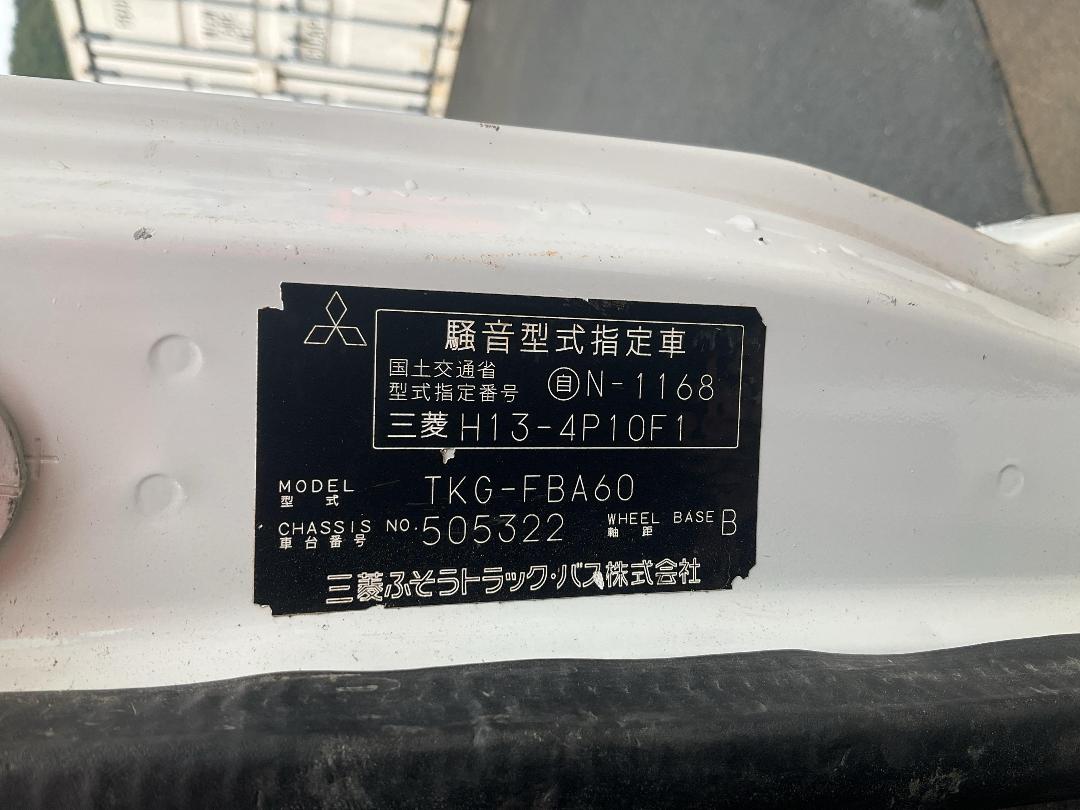 騒音型式指定車
国土交通省
型式指定番号 自N-1168
三菱 H13-4P10F1
MODEL
型式 TKG-FBA60
CHASSIS NO. 505322 WHEEL BASE B
車台番号 軸距
三菱ふそうトラック・バス株式会社